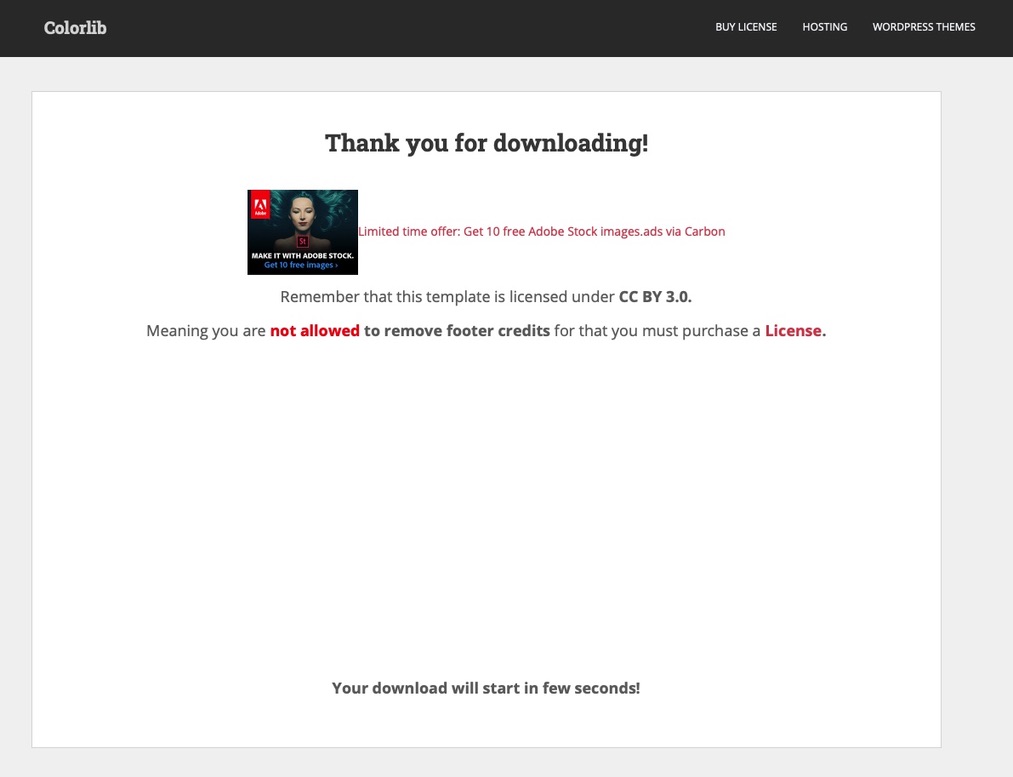 Colorlib
BUY LICENSE HOSTING WORDPRESS THEMES
Thank you for downloading!
Adobe
St
MAKE IT WITH ADOBE STOCK.
Get 10 free images ›
Limited time offer: Get 10 free Adobe Stock images.ads via Carbon
Remember that this template is licensed under CC BY 3.0.
Meaning you are not allowed to remove footer credits for that you must purchase a License.
Your download will start in few seconds!